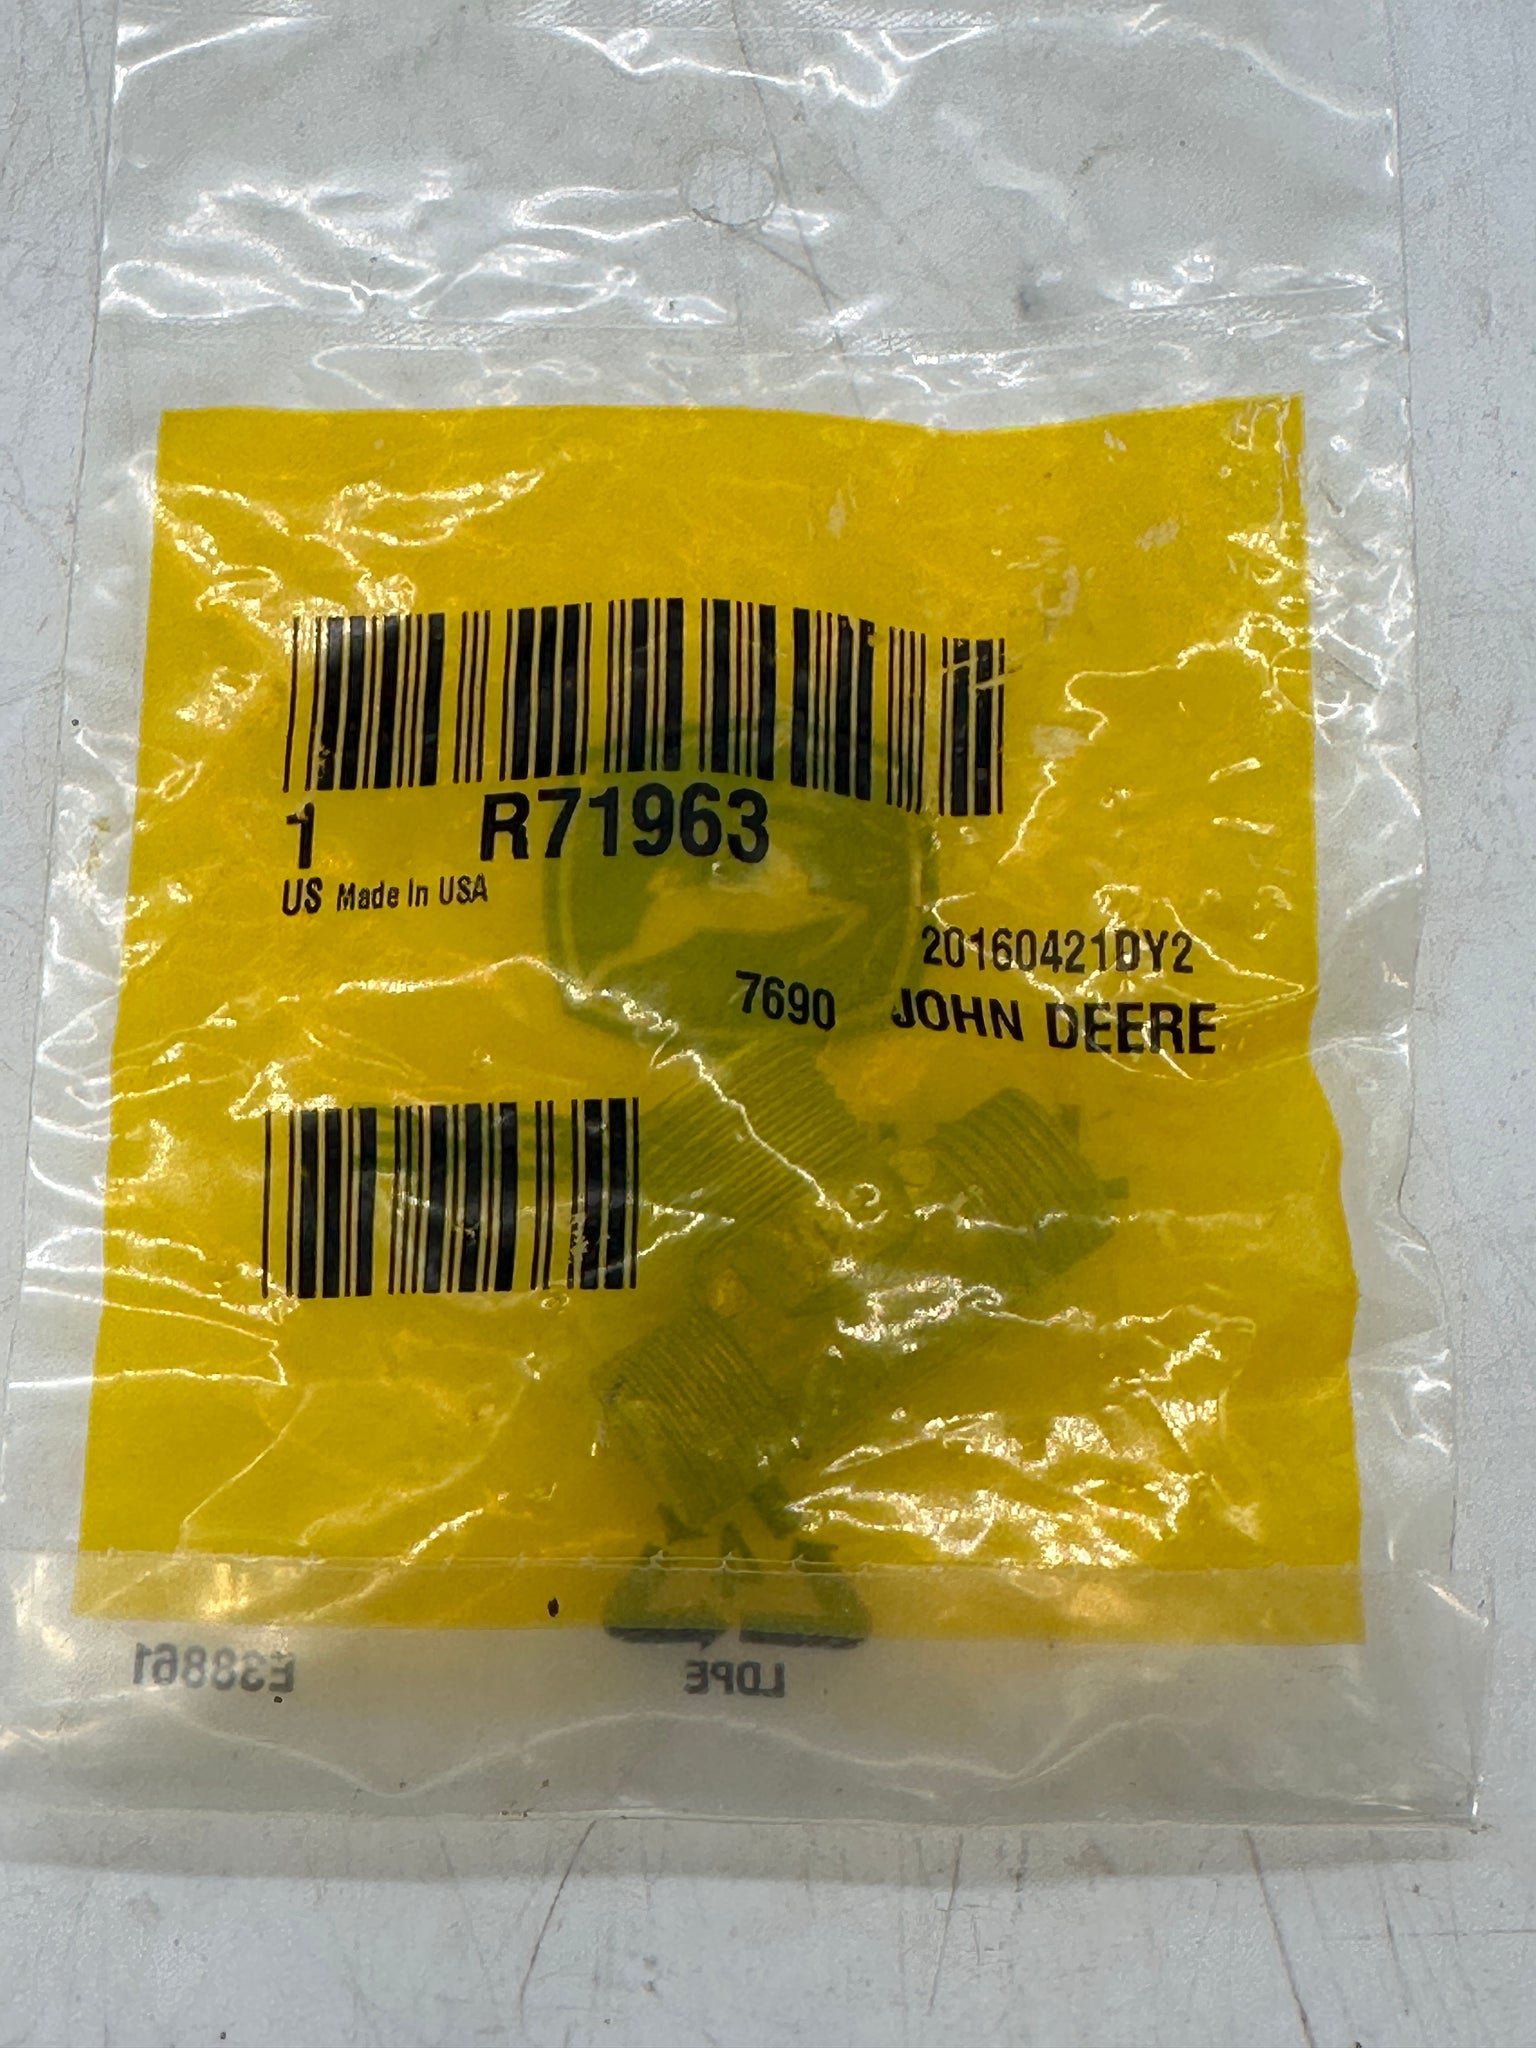 1 R71963
US Made In USA
20160421DY2
7690 JOHN DEERE
E38861
LDPE